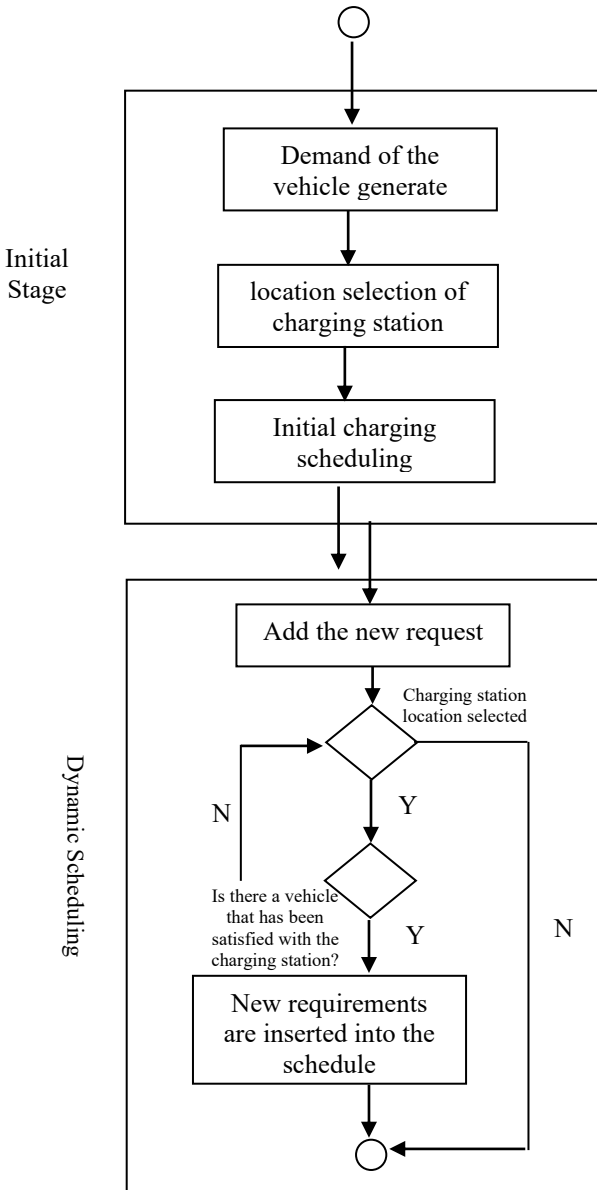 Demand of the
vehicle generate
Initial
Stage
location selection of
charging station
Initial charging
scheduling
Add the new request
Charging station
location selected
Dynamic Scheduling
N
Y
Is there a vehicle
that has been
satisfied with the
charging station?
Y
N
New requirements
are inserted into the
schedule